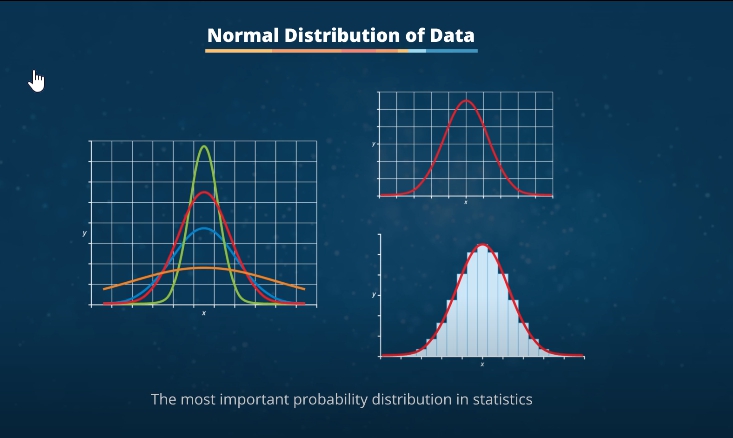 Normal Distribution of Data
y
x
y
x
y
x
The most important probability distribution in statistics